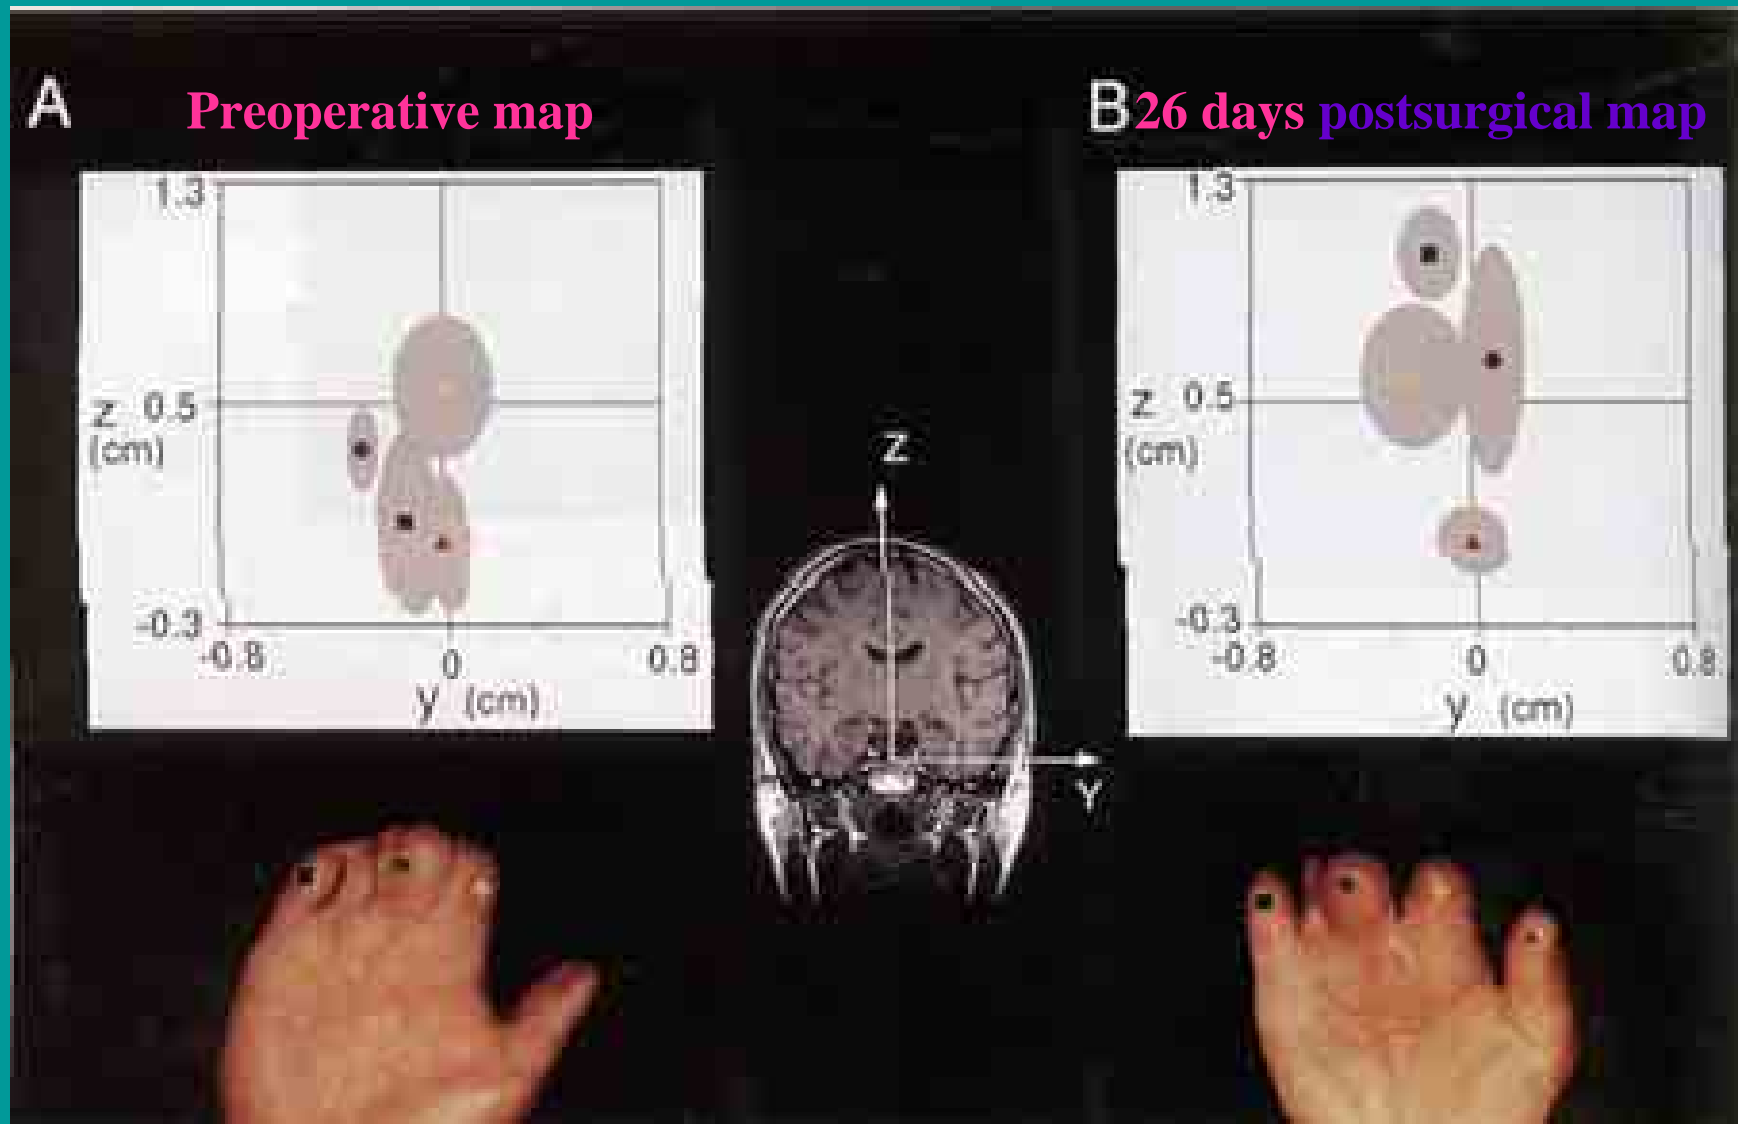 A
Preoperative map
1.3
z 0.5
(cm)
-0.3
-0.8 0 0.8
y (cm)
Z
Y
B
26 days postsurgical map
1.3
z 0.5
(cm)
-0.3
-0.8 0 0.8
y (cm)